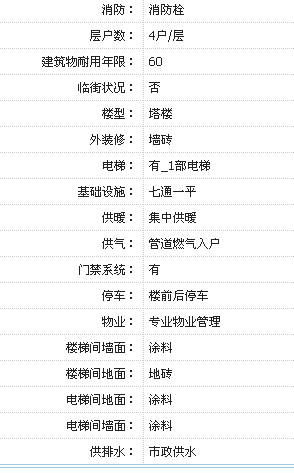 消防： 消防栓
层户数： 4户/层
建筑物耐用年限： 60
临街状况： 否
楼型： 塔楼
外装修： 墙砖
电梯： 有_1部电梯
基础设施： 七通一平
供暖： 集中供暖
供气： 管道燃气入户
门禁系统： 有
停车： 楼前后停车
物业： 专业物业管理
楼梯间墙面： 涂料
楼梯间地面： 地砖
电梯间地面： 涂料
电梯间墙面： 涂料
供排水： 市政供水